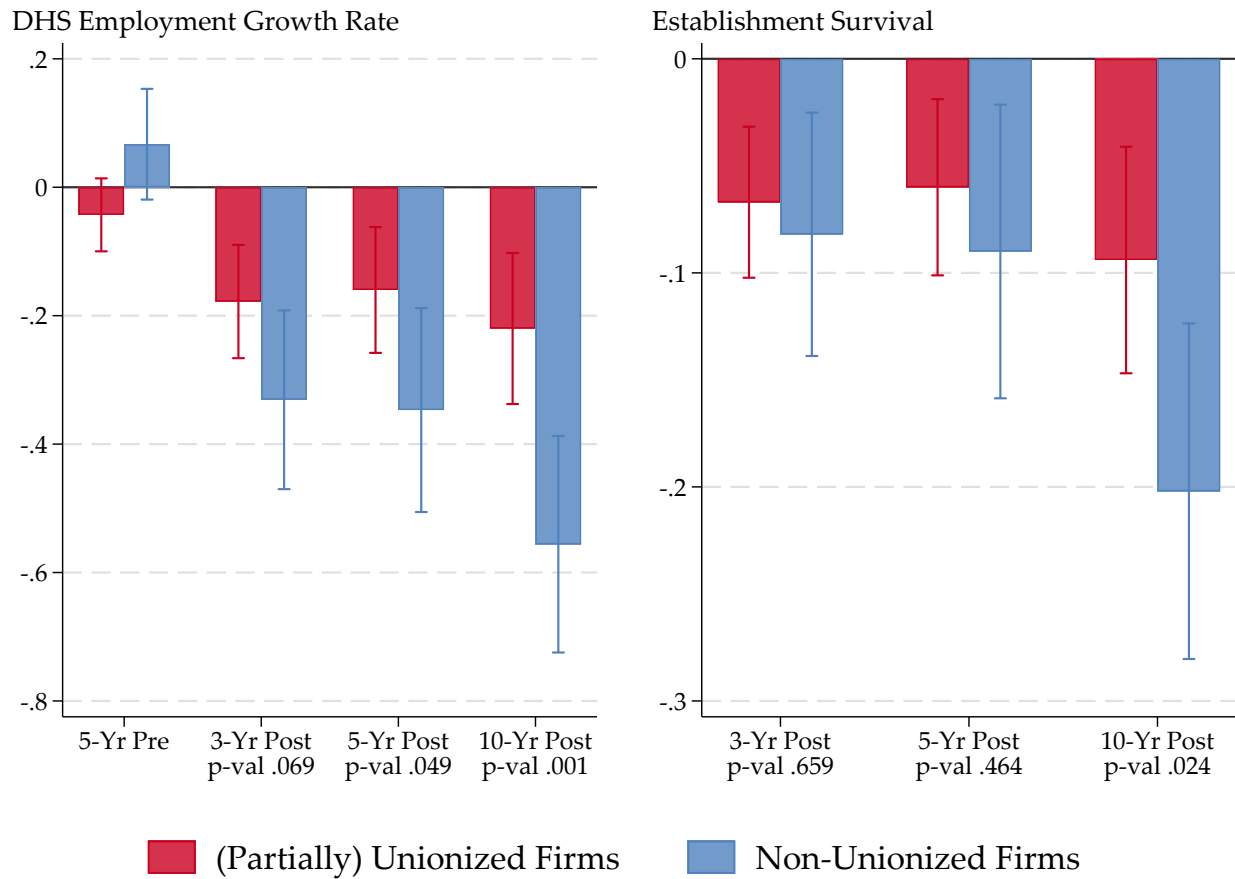 DHS Employment Growth Rate
.2
0
-.2
-.4
-.6
-.8
5-Yr Pre
3-Yr Post
p-val .069
5-Yr Post
p-val .049
10-Yr Post
p-val .001
Establishment Survival
0
-.1
-.2
-.3
3-Yr Post
p-val .659
5-Yr Post
p-val .464
10-Yr Post
p-val .024
(Partially) Unionized Firms
Non-Unionized Firms